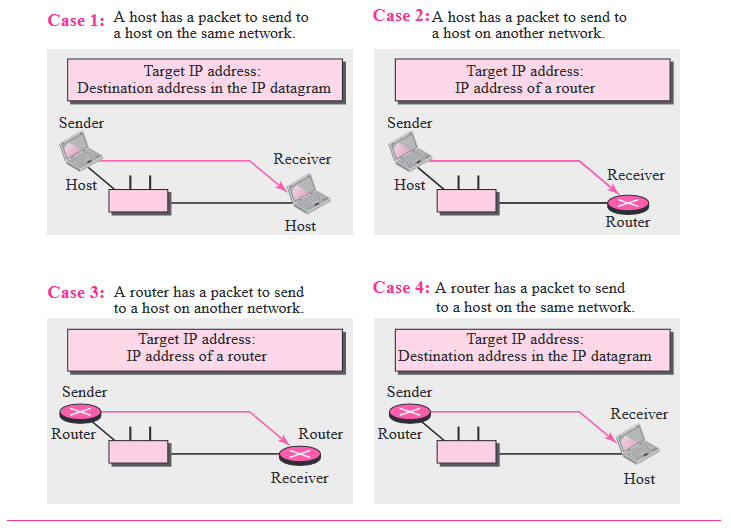 Case 1: A host has a packet to send to
a host on the same network.
Target IP address:
Destination address in the IP datagram
Sender
Receiver
Host
Host
Case 2: A host has a packet to send to
a host on another network.
Target IP address:
IP address of a router
Sender
Receiver
Host
Router
Case 3: A router has a packet to send
to a host on another network.
Target IP address:
IP address of a router
Sender
Router
Router
Receiver
Case 4: A router has a packet to send
to a host on the same network.
Target IP address:
Destination address in the IP datagram
Sender
Receiver
Router
Host